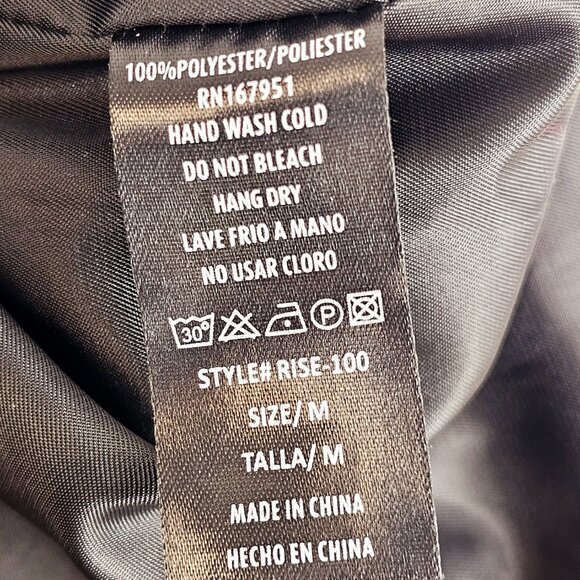 100%POLYESTER/POLIESTER
RN167951
HAND WASH COLD
DO NOT BLEACH
HANG DRY
LAVE FRIO A MANO
NO USAR CLORO
30° P
STYLE# RISE-100
SIZE/ M
TALLA/ M
MADE IN CHINA
HECHO EN CHINA